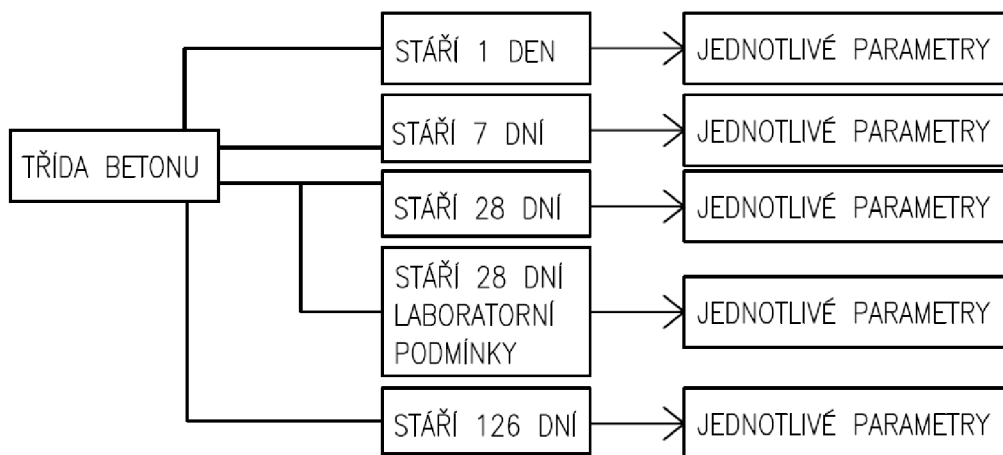 TŘÍDA BETONU
STÁŘÍ 1 DEN
JEDNOTLIVÉ PARAMETRY
STÁŘÍ 7 DNÍ
JEDNOTLIVÉ PARAMETRY
STÁŘÍ 28 DNÍ
JEDNOTLIVÉ PARAMETRY
STÁŘÍ 28 DNÍ
LABORATORNÍ
PODMÍNKY
JEDNOTLIVÉ PARAMETRY
STÁŘÍ 126 DNÍ
JEDNOTLIVÉ PARAMETRY